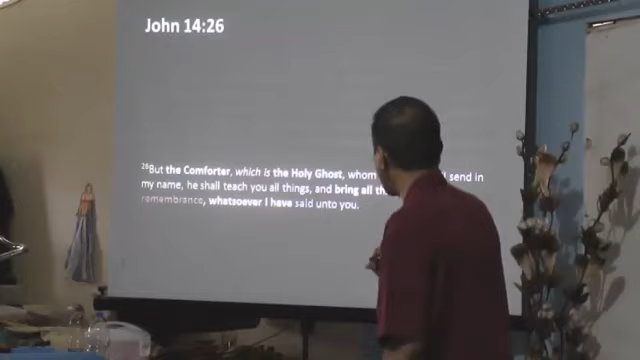 John 14:26
26But the Comforter, which is the Holy Ghost, whom send in
my name, he shall teach you all things, and bring all
remembrance, whatsoever I have said unto you.